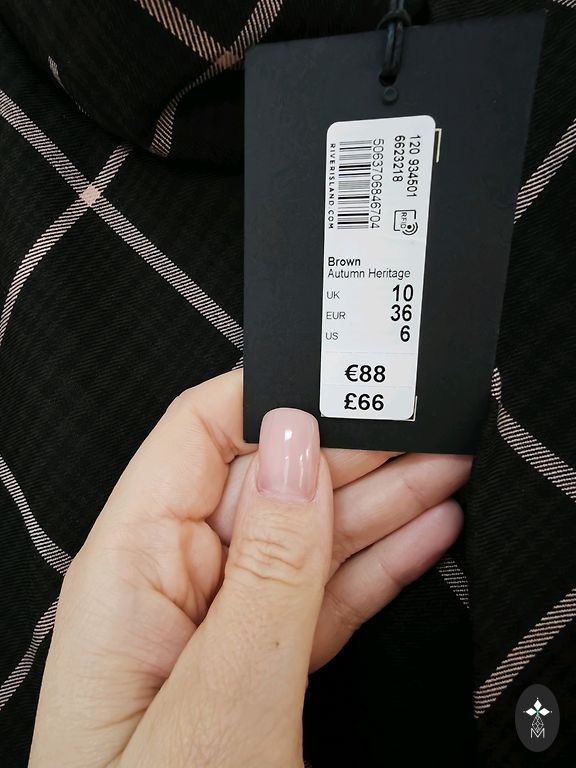 120 934501
6623218
5063706846704
RIVERISLAND.COM
RFID
Brown
Autumn Heritage
UK 10
EUR 36
US 6
€88
£66
M